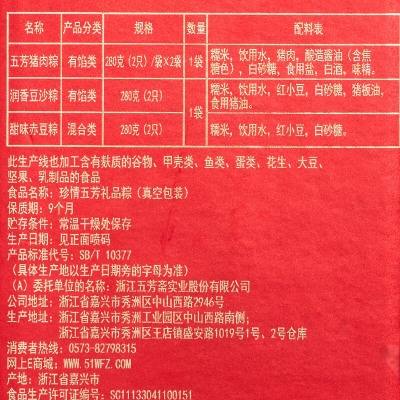 名称 产品分类 规格 数量 配料表
五芳猪肉粽 有馅类 280克(2只)/袋×2袋 1袋 糯米，饮用水，猪肉，酿造酱油（含焦
糖色），白砂糖，食用盐，白酒，味精。
润香豆沙粽 有馅类 280克(2只) 1袋 糯米，饮用水，红小豆，白砂糖，猪板油，
食用猪油。
甜味赤豆粽 混合类 280克(2只) 糯米，饮用水，红小豆，白砂糖。
此生产线也加工含有麸质的谷物、甲壳类、鱼类、蛋类、花生、大豆、
坚果、乳制品的食品
食品名称：珍情五芳礼品粽（真空包装）
保质期：9个月
贮存条件：常温干燥处保存
生产日期：见正面喷码
产品标准代号：SB/T 10377
（具体生产地以生产日期旁的字母为准）
（A）委托单位的名称：浙江五芳斋实业股份有限公司
公司地址：浙江省嘉兴市秀洲区中山西路2946号
生产地址：浙江省嘉兴市秀洲工业园区中山西路南侧；
浙江省嘉兴市秀洲区王店镇盛安路1019号1号、2号仓库
消费者热线：0573-82798315
网上E商城：WWW.51WFZ.COM
产地：浙江省嘉兴市
食品生产许可证编号：SC11133041100151